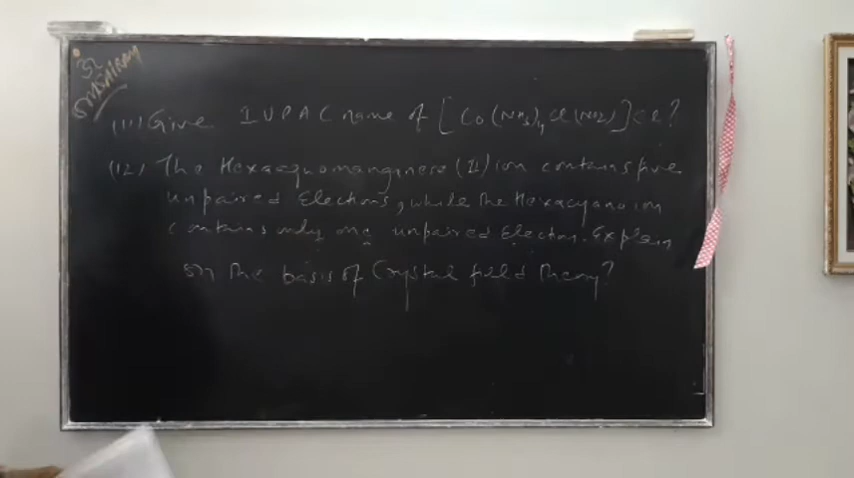 (11) Give IUPAC name of [Co(NH3)4 Cl(NO2)]Cl?
(12) The Hexaaquomanganese (II) ion contains five
unpaired Electrons, while the Hexacyano ion
contains only one unpaired Electron. Explain
on the basis of Crystal field Theory?